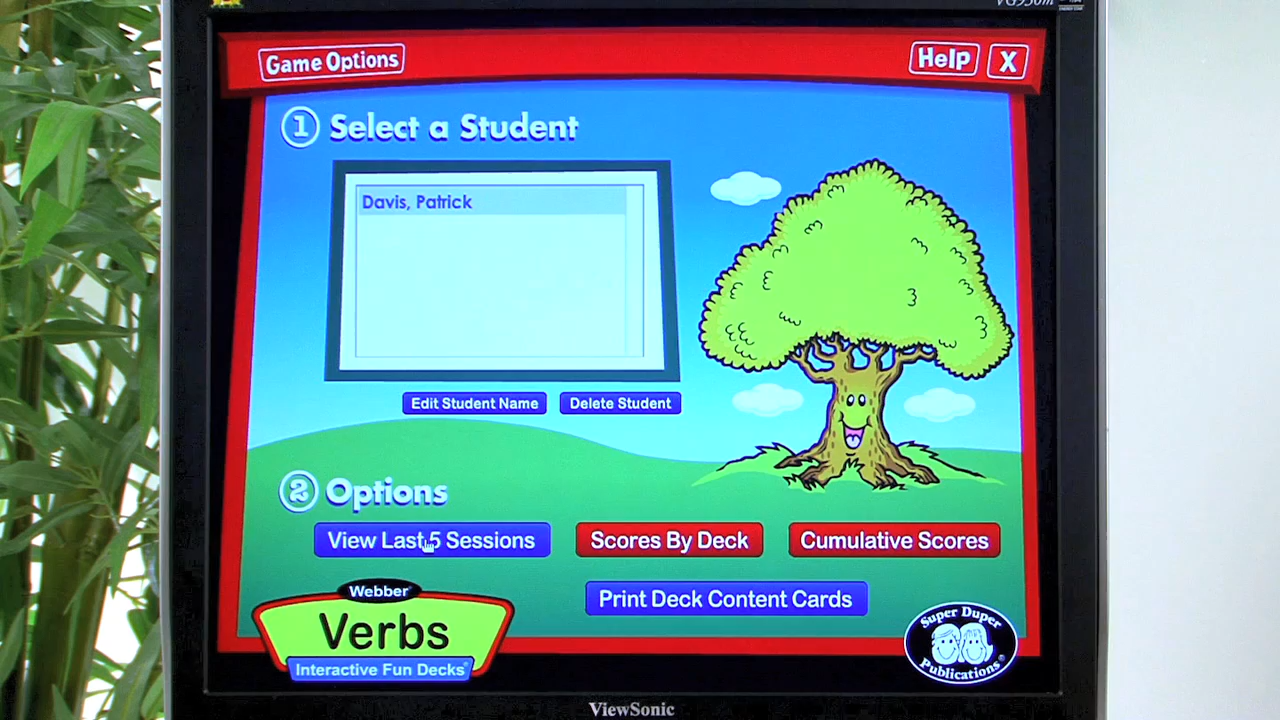 VG930m
Game Options
Help
X
1 Select a Student
Davis, Patrick
Edit Student Name
Delete Student
2 Options
View Last 5 Sessions
Scores By Deck
Cumulative Scores
Print Deck Content Cards
Webber®
Verbs
Interactive Fun Decks®
Super Duper
Publications®
ViewSonic